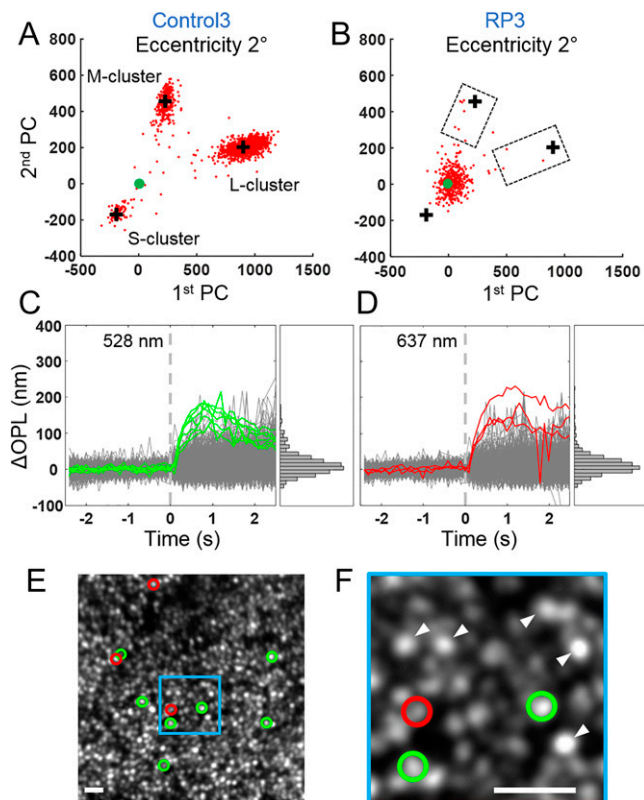 Control3
RP3
A
Eccentricity 2°
B
Eccentricity 2°
800
600
400
200
0
-200
-400
2nd PC
M-cluster
L-cluster
S-cluster
-500
0
500
1000
1500
1st PC
800
600
400
200
0
-200
-400
-500
0
500
1000
1500
1st PC
C
D
400
300
200
100
0
-100
ΔOPL (nm)
528 nm
-2
-1
0
1
2
Time (s)
637 nm
-2
-1
0
1
2
Time (s)
E
F